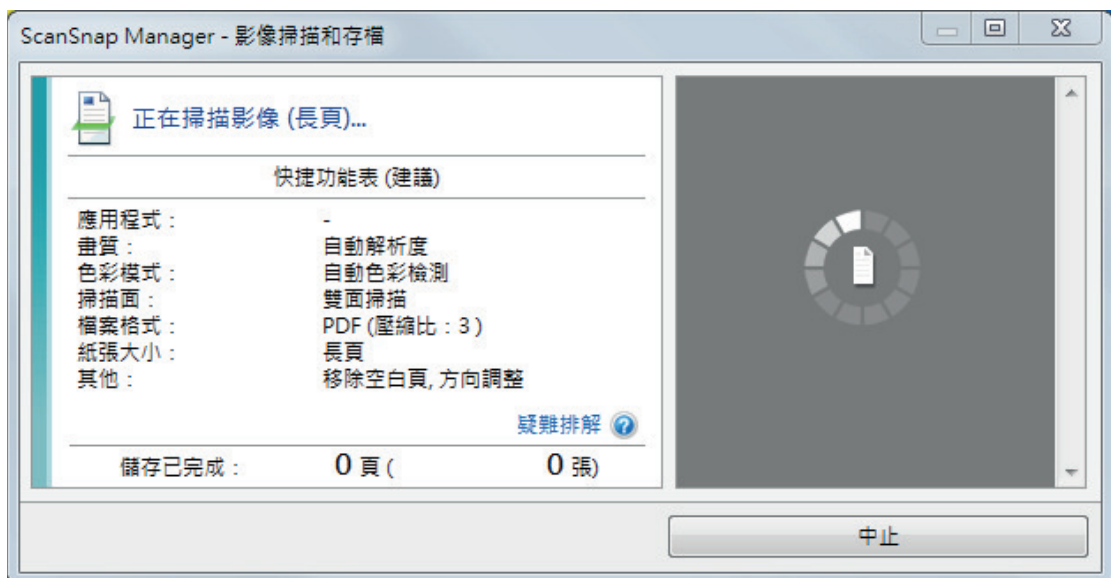 ScanSnap Manager - 影像掃描和存檔
正在掃描影像 (長頁)...
快捷功能表 (建議)
應用程式： -
畫質： 自動解析度
色彩模式： 自動色彩檢測
掃描面： 雙面掃描
檔案格式： PDF (壓縮比：3)
紙張大小： 長頁
其他： 移除空白頁, 方向調整
疑難排解
儲存已完成： 0 頁 ( 0 張)
中止